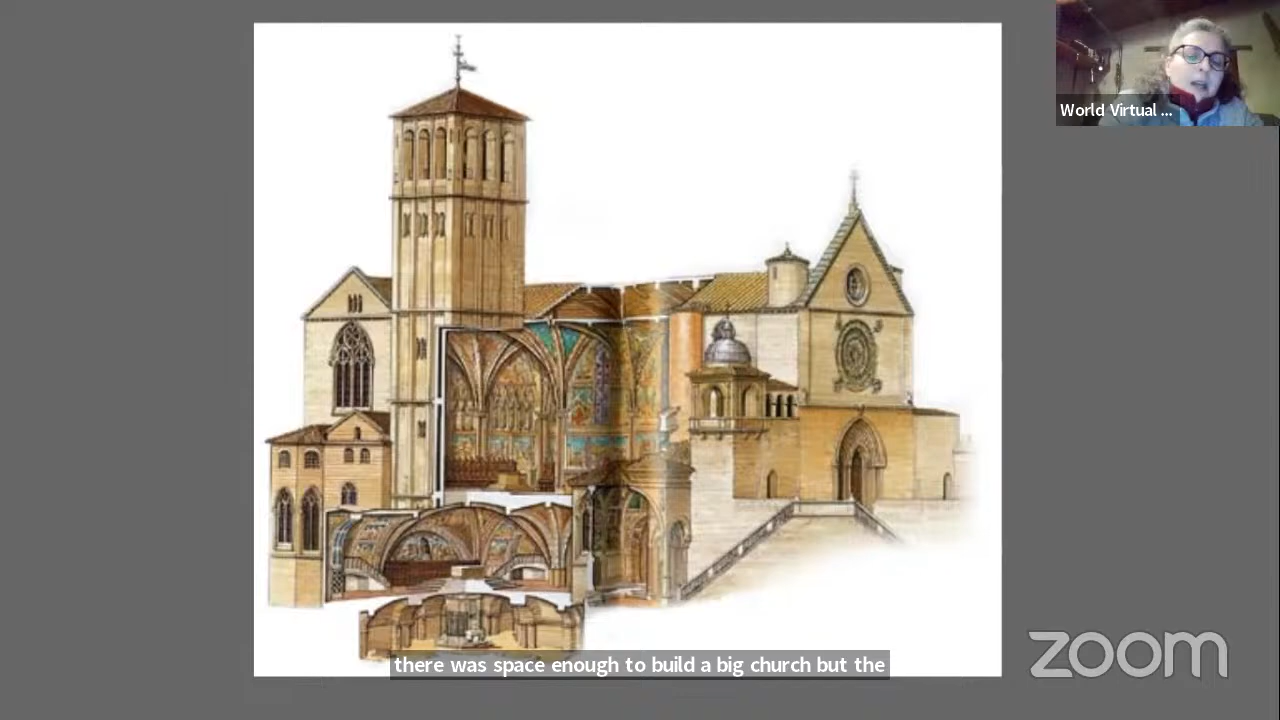 World Virtual ...
there was space enough to build a big church but the
zoom